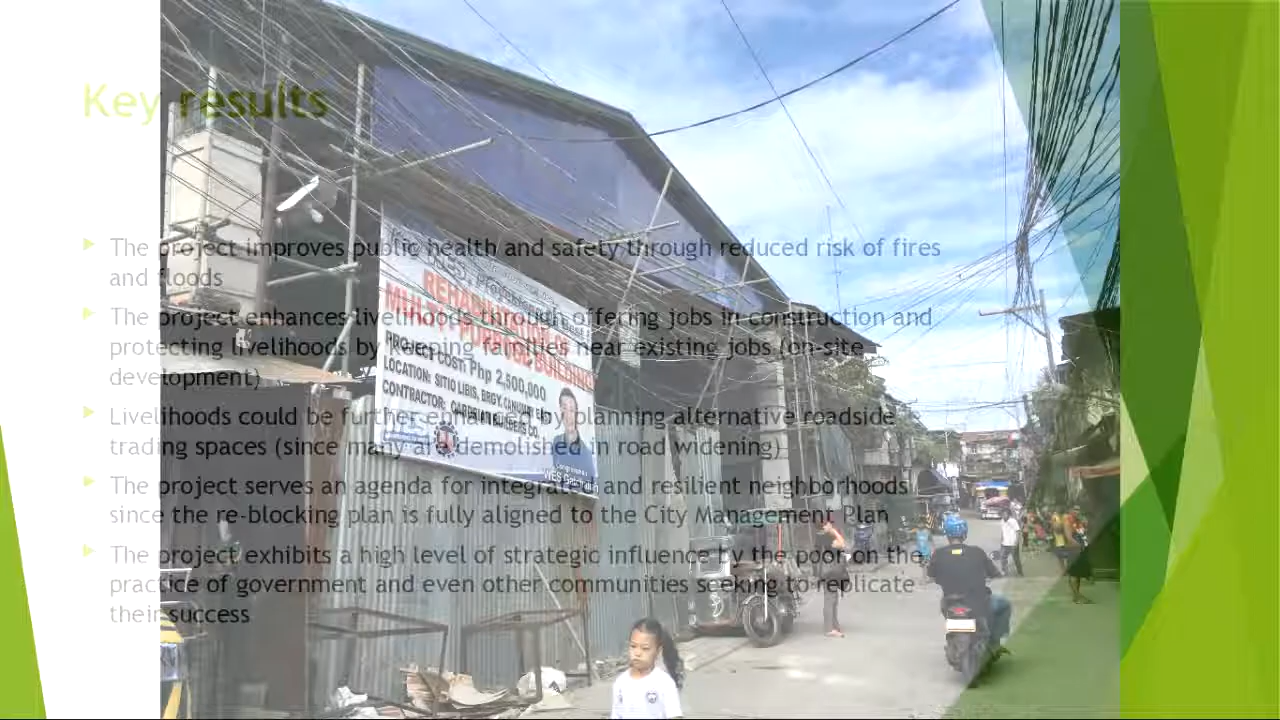 Key results
The project improves public health and safety through reduced risk of fires
and floods
The project enhances livelihoods through offering jobs in construction and
protecting livelihoods by keeping families near existing jobs (on-site
development)
Livelihoods could be further enhanced by planning alternative roadside
trading spaces (since many are demolished in road widening)
The project serves an agenda for integrated and resilient neighborhoods
since the re-blocking plan is fully aligned to the City Management Plan
The project exhibits a high level of strategic influence by the poor on the
practice of government and even other communities seeking to replicate
their success
MULTI-PURPOSE BUILDING
PROJECT COST: Php 2,500,000
LOCATION: SITIO LIBIS, BRGY.
CONTRACTOR: